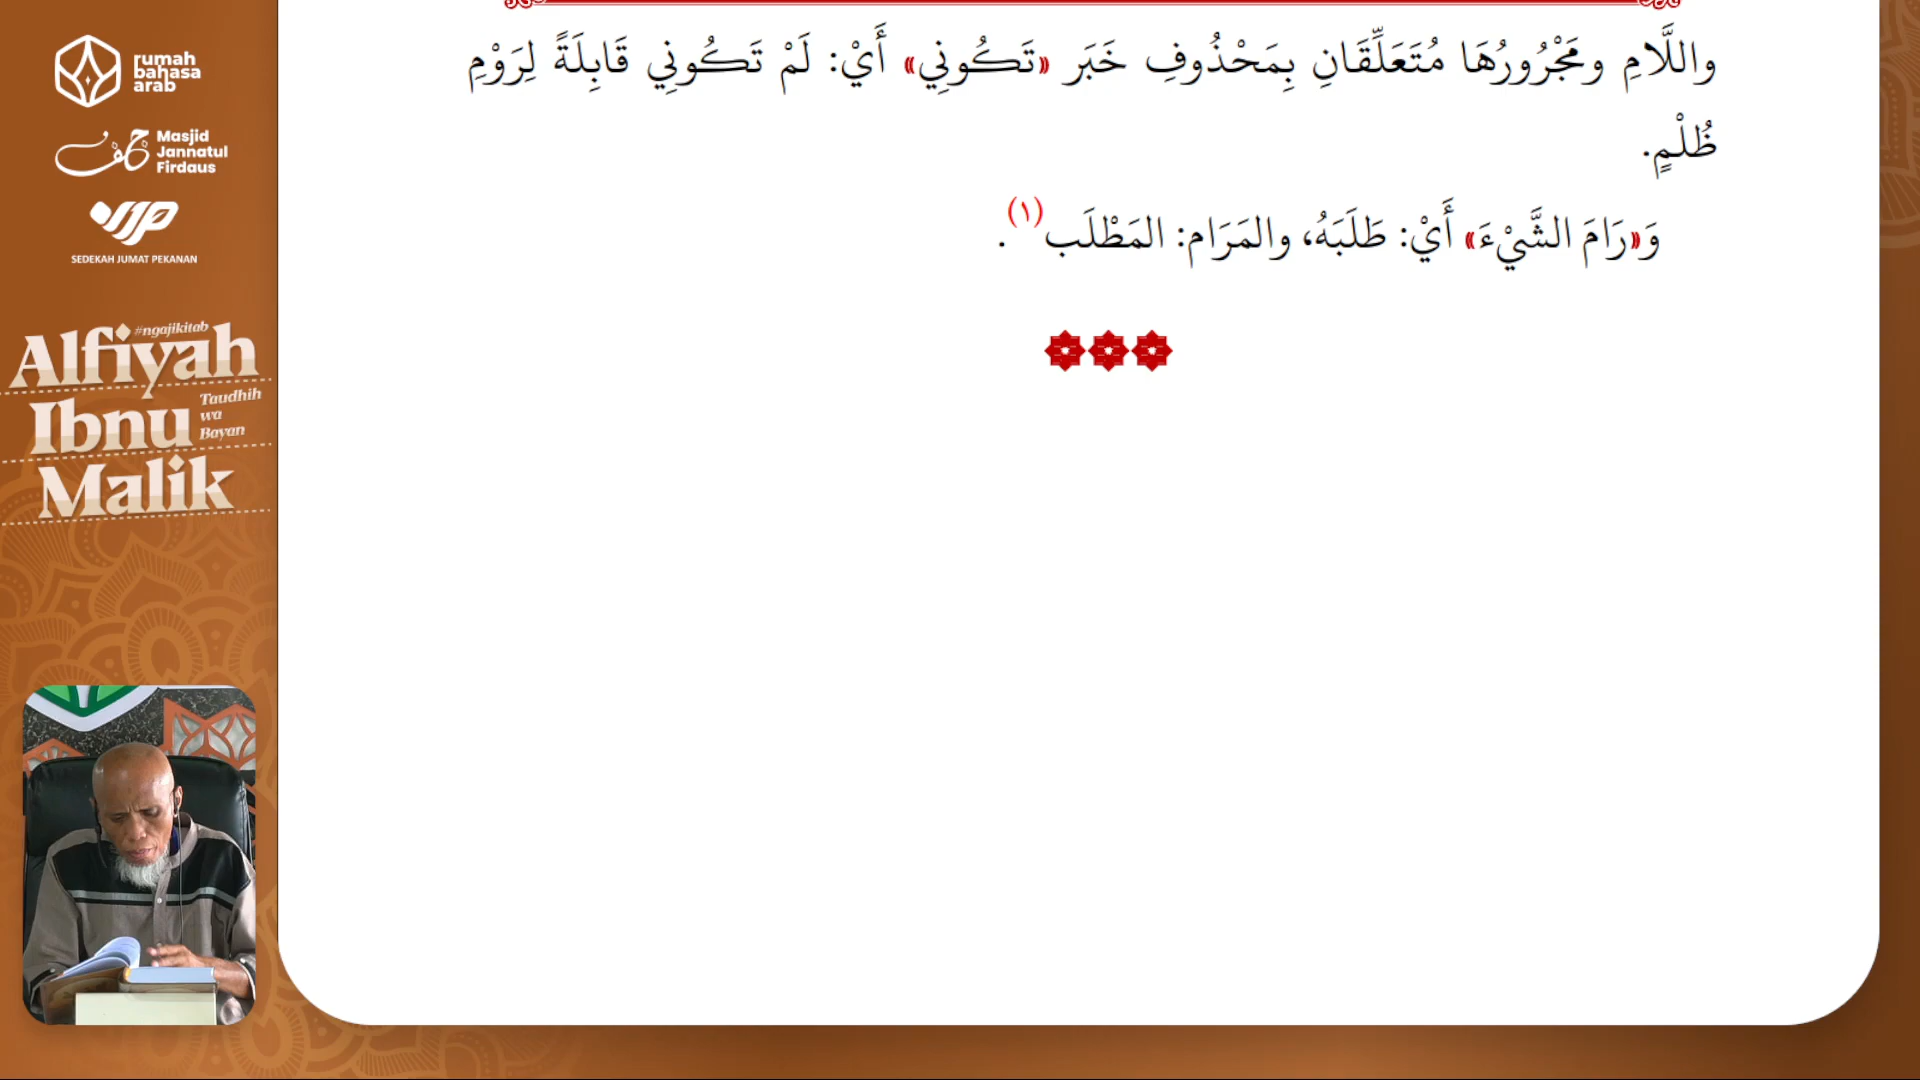 rumah
bahasa
arab
Masjid
Jannatul
Firdaus
SEDEKAH JUMAT PEKANAN
#ngajikitab
Alfiyah
Ibnu
Taudhih
wa
Bayan
Malik
واللَّامِ ومَجْرُورُهَا مُتَعَلِّقَانِ بِمَحْذُوفِ خَبَر «تَكُونِي» أَيْ: لَمْ تَكُونِي قَابِلَةً لِرَوْمِ
ظُلْمٍ.
وَ«رَامَ الشَّيْءَ» أَيْ: طَلَبَهُ، والمَرَام: المَطْلَب(١).